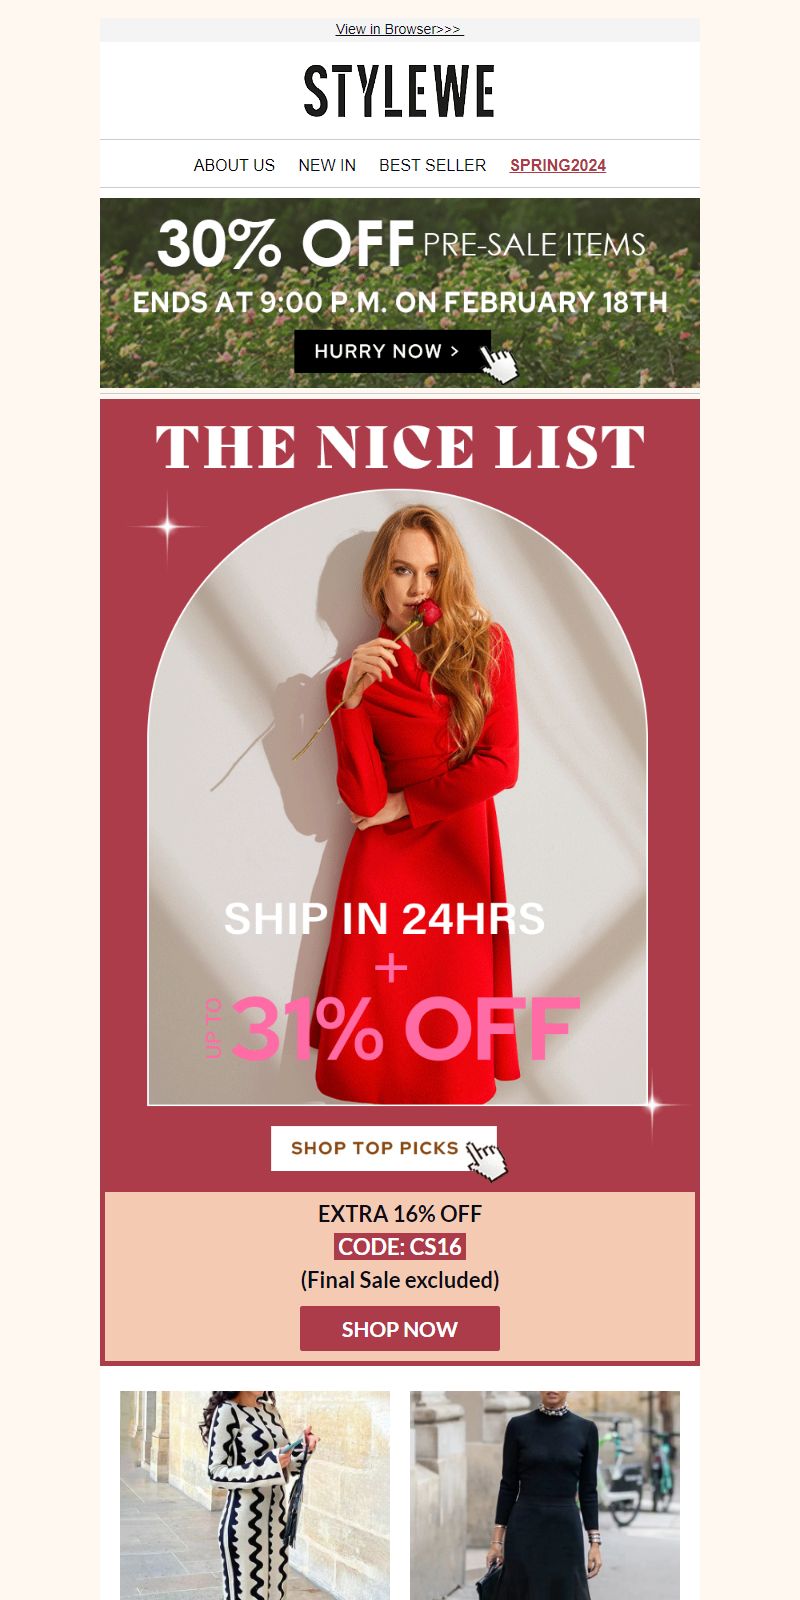 View in Browser>>>
STYLEWE
ABOUT US NEW IN BEST SELLER SPRING2024
30% OFF PRE-SALE ITEMS
ENDS AT 9:00 P.M. ON FEBRUARY 18TH
HURRY NOW >
THE NICE LIST
SHIP IN 24HRS
+
UP TO 31% OFF
SHOP TOP PICKS
EXTRA 16% OFF
CODE: CS16
(Final Sale excluded)
SHOP NOW